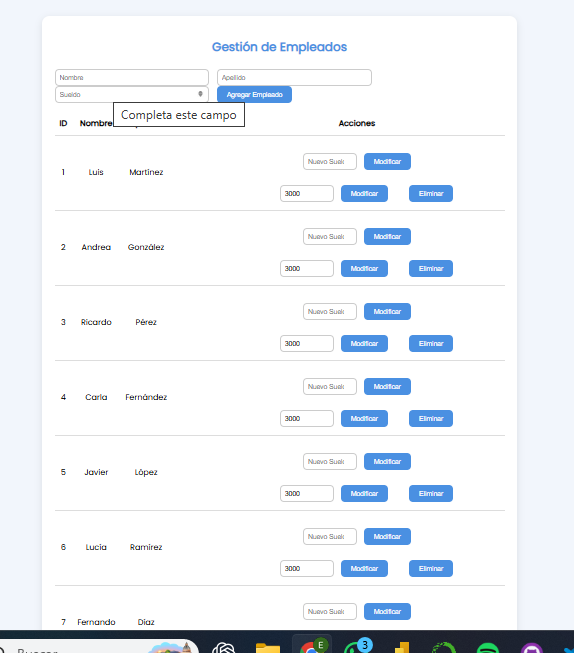 Gestión de Empleados
Nombre Apellido
Sueldo Agregar Empleado
Completa este campo
ID Nombre Acciones
Nuevo Suel Modificar
1 Luis Martínez
3000 Modificar Eliminar
Nuevo Suel Modificar
2 Andrea González
3000 Modificar Eliminar
Nuevo Suel Modificar
3 Ricardo Pérez
3000 Modificar Eliminar
Nuevo Suel Modificar
4 Carla Fernández
3000 Modificar Eliminar
Nuevo Suel Modificar
5 Javier López
3000 Modificar Eliminar
Nuevo Suel Modificar
6 Lucía Ramírez
3000 Modificar Eliminar
Nuevo Suel Modificar
7 Fernando Díaz
E 3